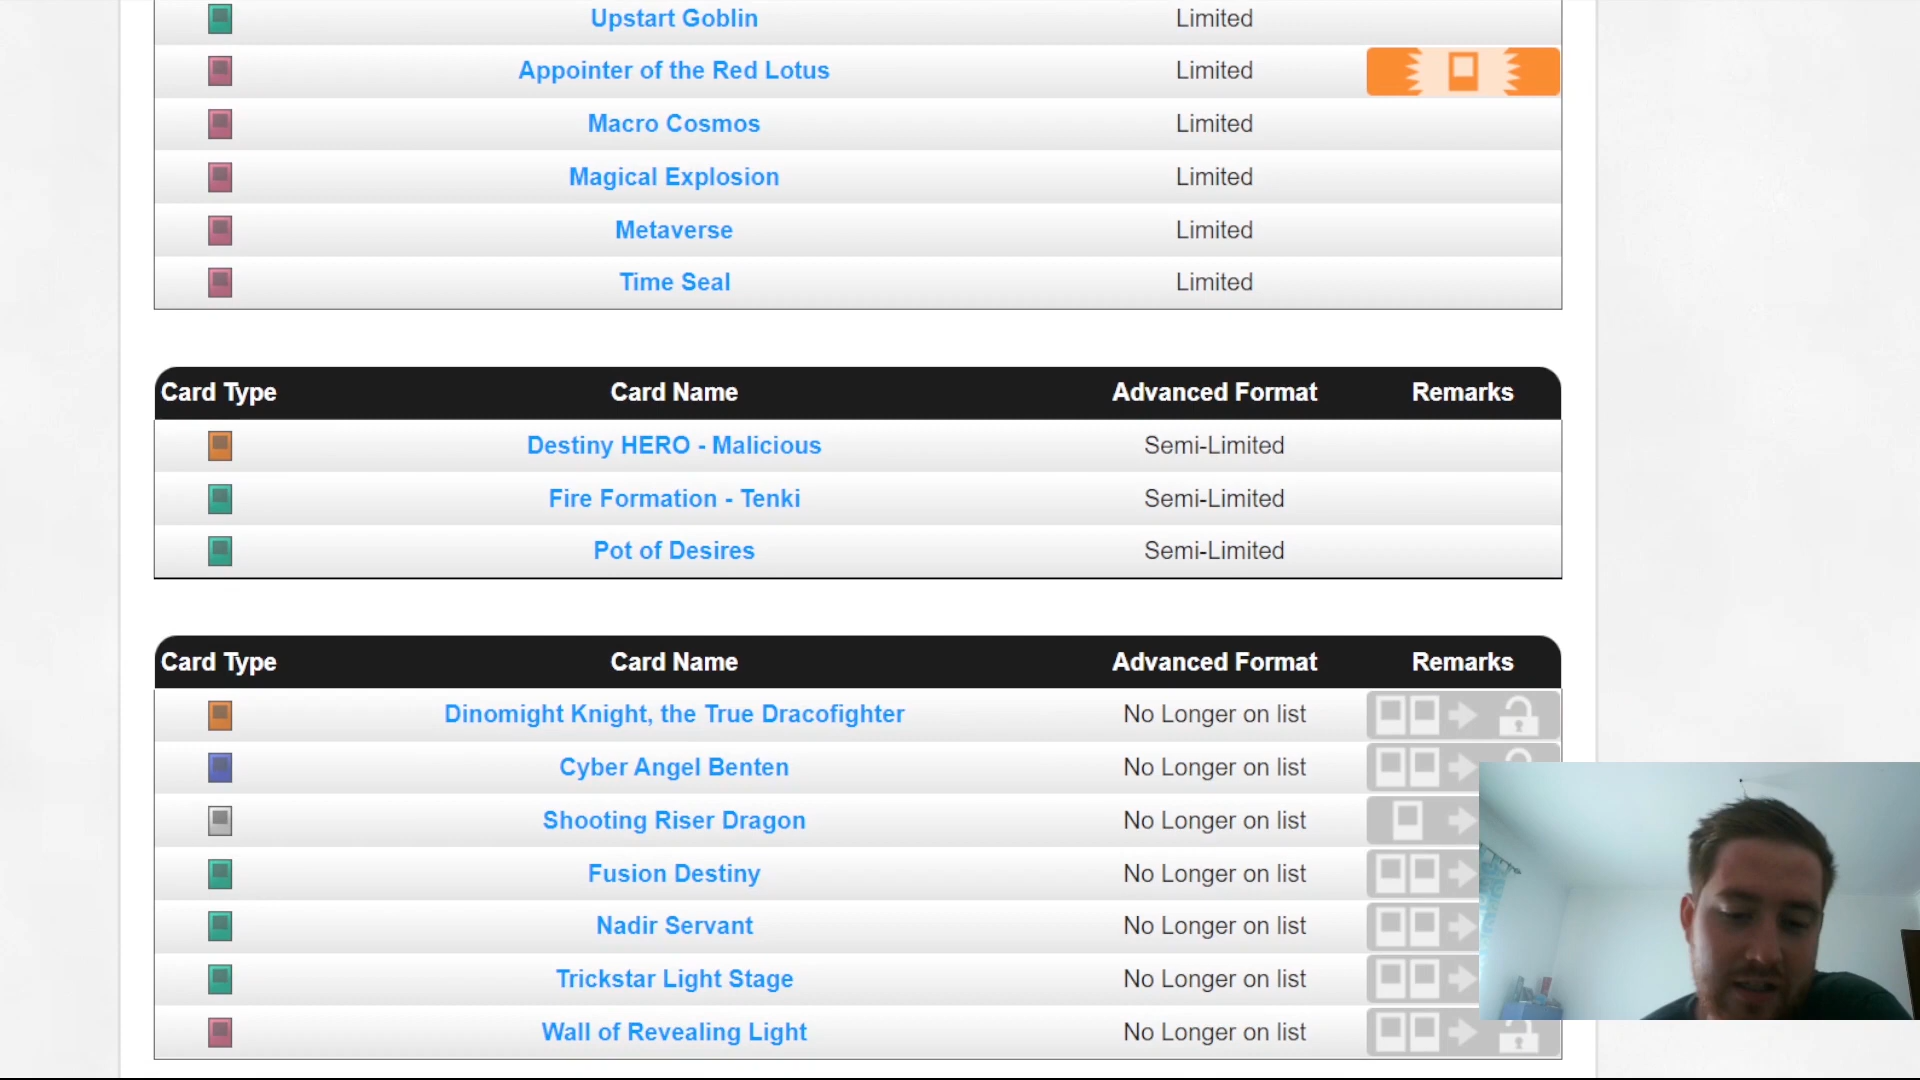 Upstart Goblin Limited
Appointer of the Red Lotus Limited
Macro Cosmos Limited
Magical Explosion Limited
Metaverse Limited
Time Seal Limited
Card Type Card Name Advanced Format Remarks
Destiny HERO - Malicious Semi-Limited
Fire Formation - Tenki Semi-Limited
Pot of Desires Semi-Limited
Card Type Card Name Advanced Format Remarks
Dinomight Knight, the True Dracofighter No Longer on list
Cyber Angel Benten No Longer on list
Shooting Riser Dragon No Longer on list
Fusion Destiny No Longer on list
Nadir Servant No Longer on list
Trickstar Light Stage No Longer on list
Wall of Revealing Light No Longer on list